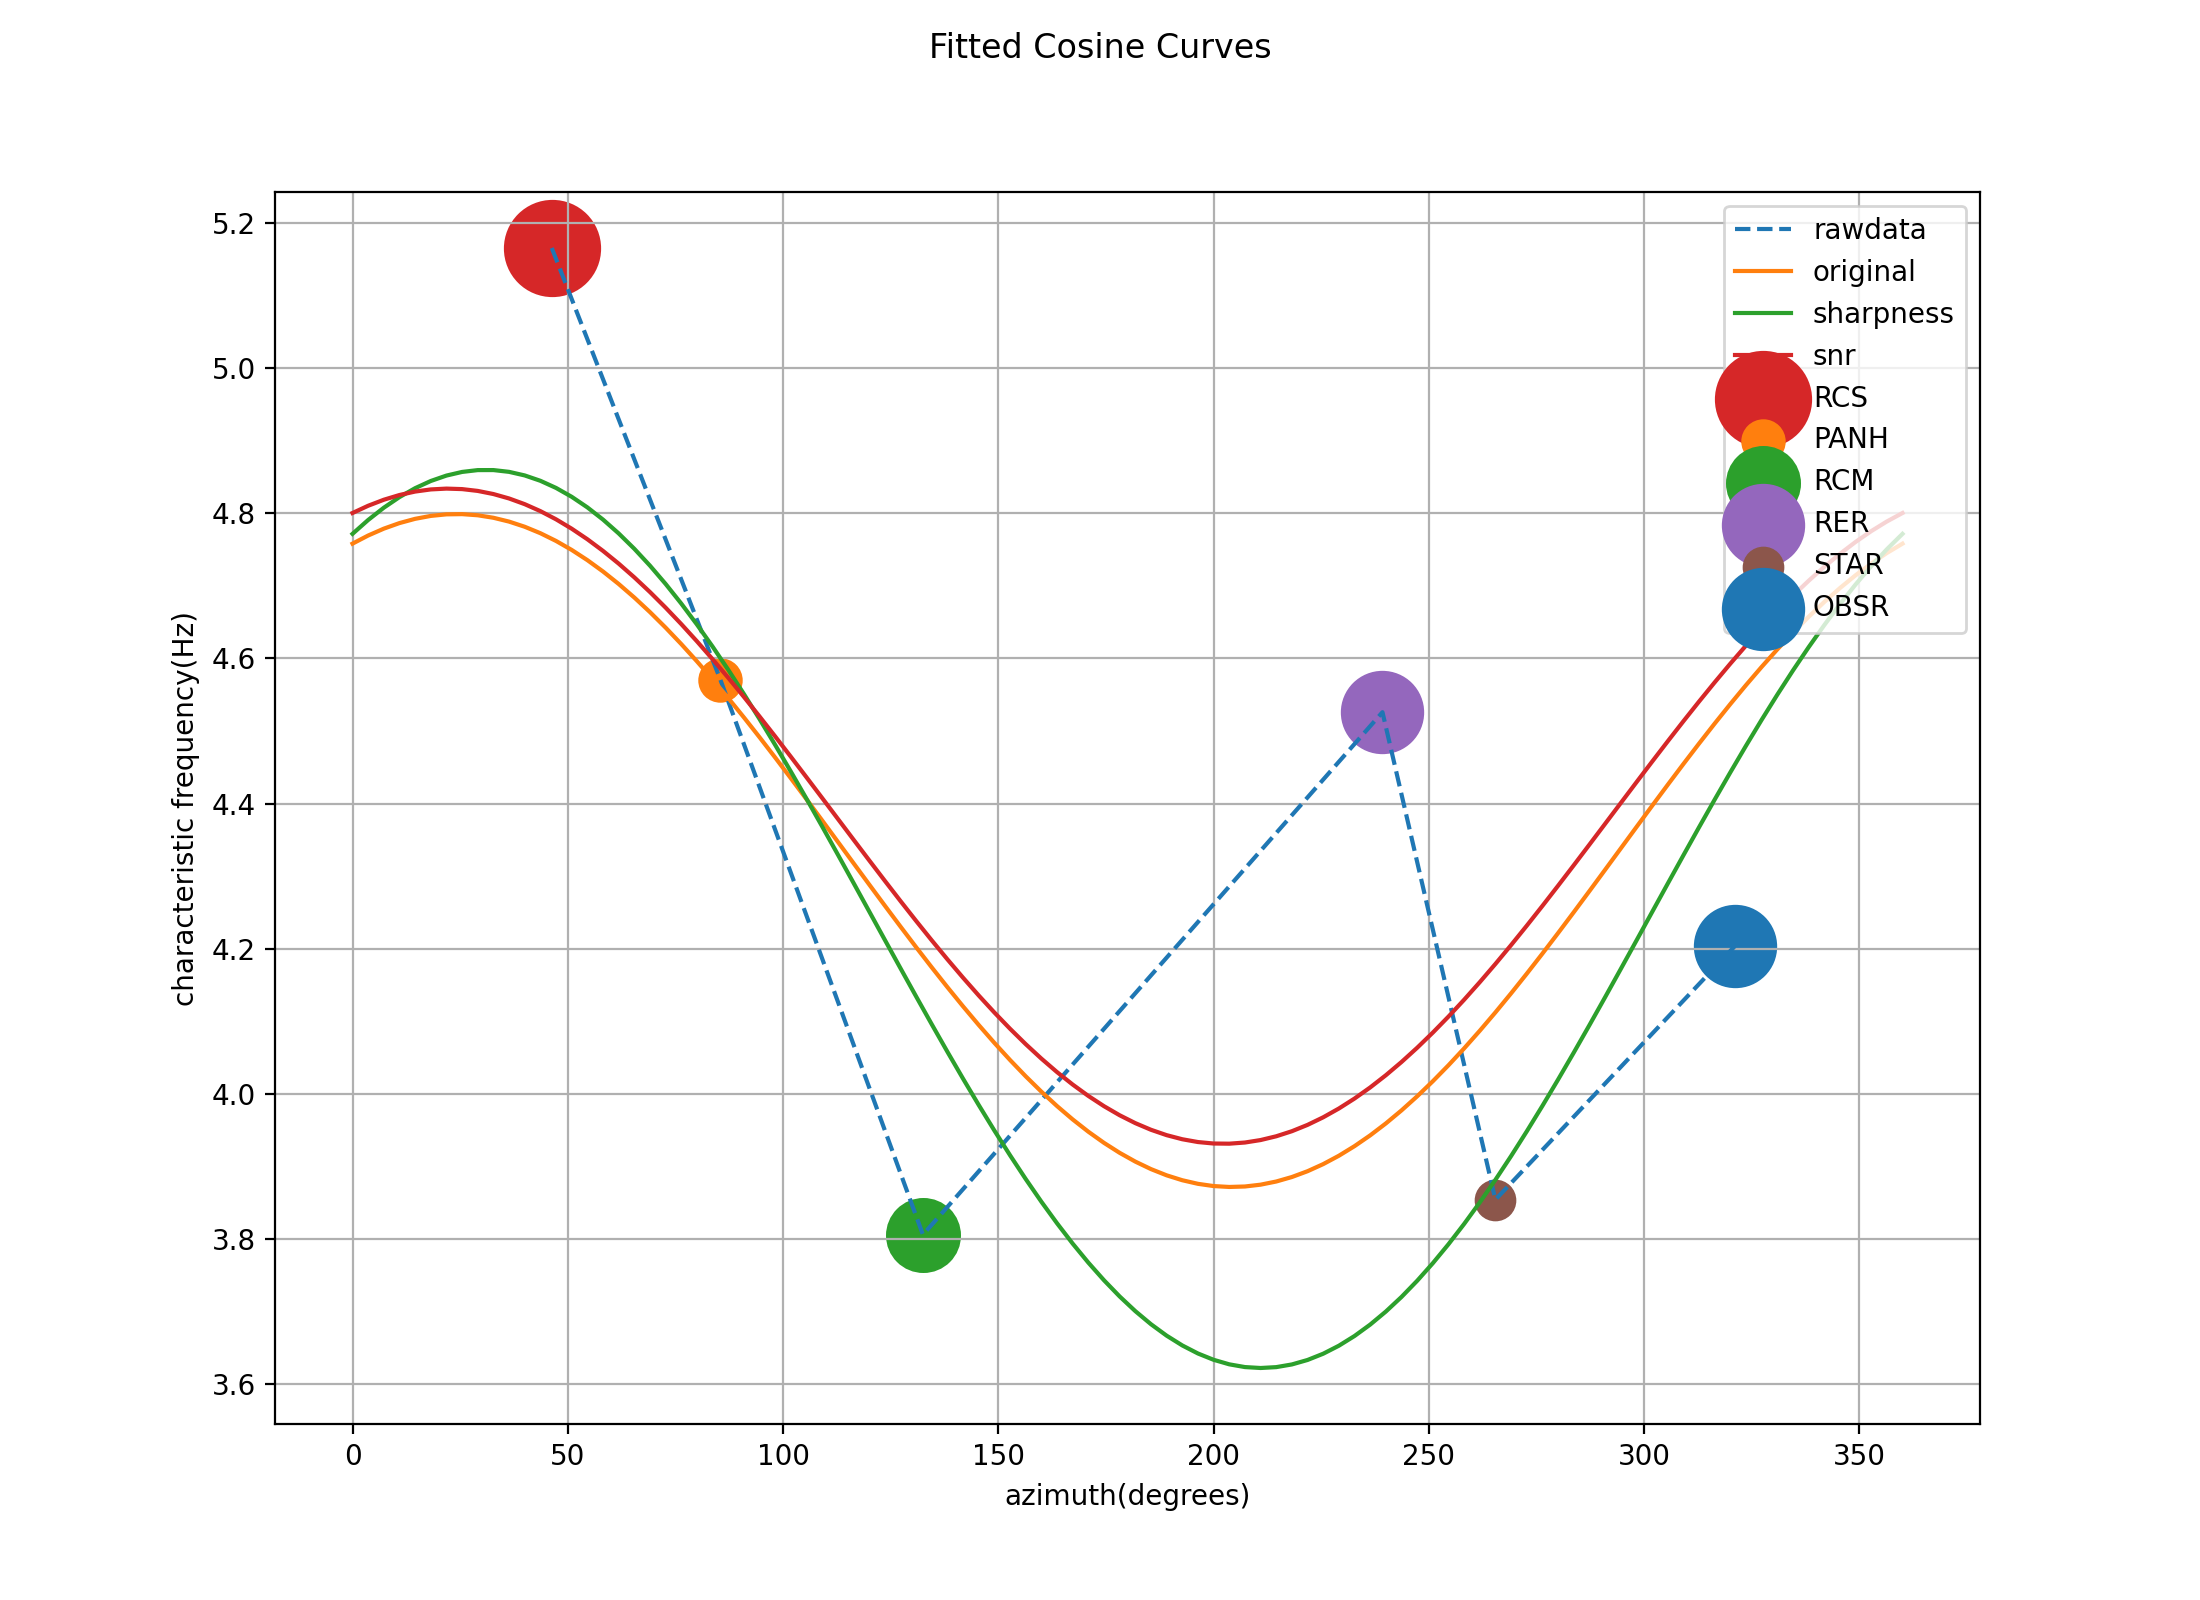 Fitted Cosine Curves
5.2
5.0
4.8
4.6
4.4
4.2
4.0
3.8
3.6
characteristic frequency(Hz)
rawdata
original
sharpness
snr
RCS
PANH
RCM
RER
STAR
OBSR
0 50 100 150 200 250 300 350
azimuth(degrees)